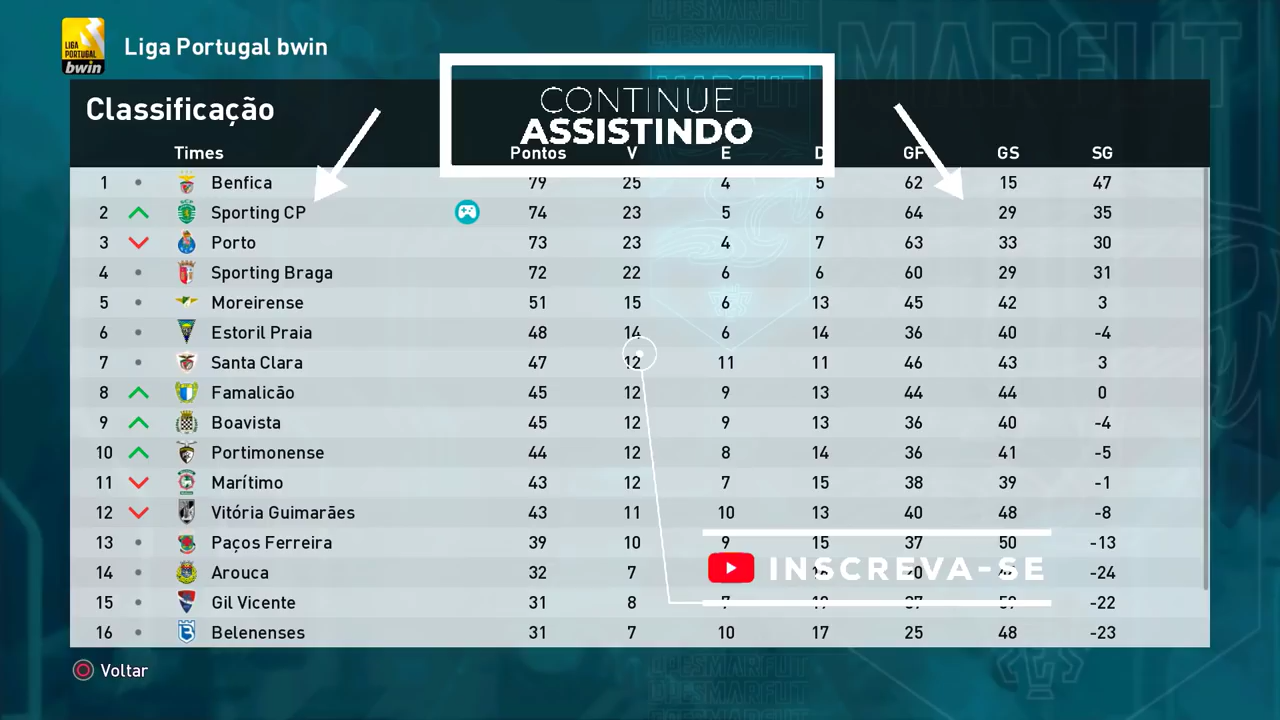 LIGA
PORTUGAL
bwin
Liga Portugal bwin
MARFUT
Classificação
CONTINUE
ASSISTINDO
Times Pontos V E D GF GS SG
1 Benfica 79 25 4 5 62 15 47
2 Sporting CP 74 23 5 6 64 29 35
3 Porto 73 23 4 7 63 33 30
4 Sporting Braga 72 22 6 6 60 29 31
5 Moreirense 51 15 6 13 45 42 3
6 Estoril Praia 48 14 6 14 36 40 -4
7 Santa Clara 47 12 11 11 46 43 3
8 Famalicão 45 12 9 13 44 44 0
9 Boavista 45 12 9 13 36 40 -4
10 Portimonense 44 12 8 14 36 41 -5
11 Marítimo 43 12 7 15 38 39 -1
12 Vitória Guimarães 43 11 10 13 40 48 -8
13 Paços Ferreira 39 10 9 15 37 50 -13
14 Arouca 32 7 -24
INSCREVA-SE
15 Gil Vicente 31 8 7 19 37 59 -22
16 Belenenses 31 7 10 17 25 48 -23
Voltar